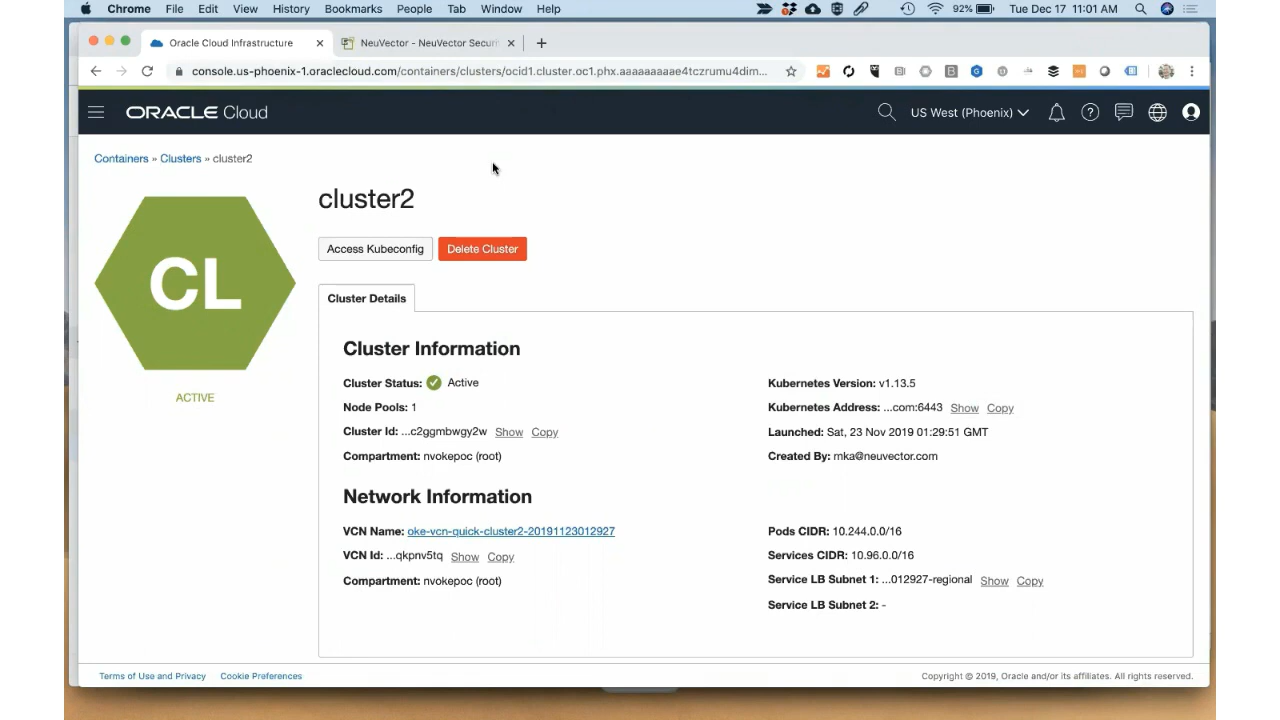 Chrome File Edit View History Bookmarks People Tab Window Help 92% Tue Dec 17 11:01 AM
Oracle Cloud Infrastructure NeuVector - NeuVector Securi
console.us-phoenix-1.oraclecloud.com/containers/clusters/ocid1.cluster.oc1.phx.aaaaaaaaae4tczrumu4dim...
ORACLE Cloud US West (Phoenix)
Containers » Clusters » cluster2
cluster2
Access Kubeconfig Delete Cluster
CL
ACTIVE
Cluster Details
Cluster Information
Cluster Status: Active
Node Pools: 1
Cluster Id: ...c2ggmbwgy2w Show Copy
Compartment: nvokepoc (root)
Kubernetes Version: v1.13.5
Kubernetes Address: ...com:6443 Show Copy
Launched: Sat, 23 Nov 2019 01:29:51 GMT
Created By: rnka@neuvector.com
Network Information
VCN Name: oke-vcn-quick-cluster2-20191123012927
VCN Id: ...qkpnv5tq Show Copy
Compartment: nvokepoc (root)
Pods CIDR: 10.244.0.0/16
Services CIDR: 10.96.0.0/16
Service LB Subnet 1: ...012927-regional Show Copy
Service LB Subnet 2: -
Terms of Use and Privacy Cookie Preferences Copyright © 2019, Oracle and/or its affiliates. All rights reserved.